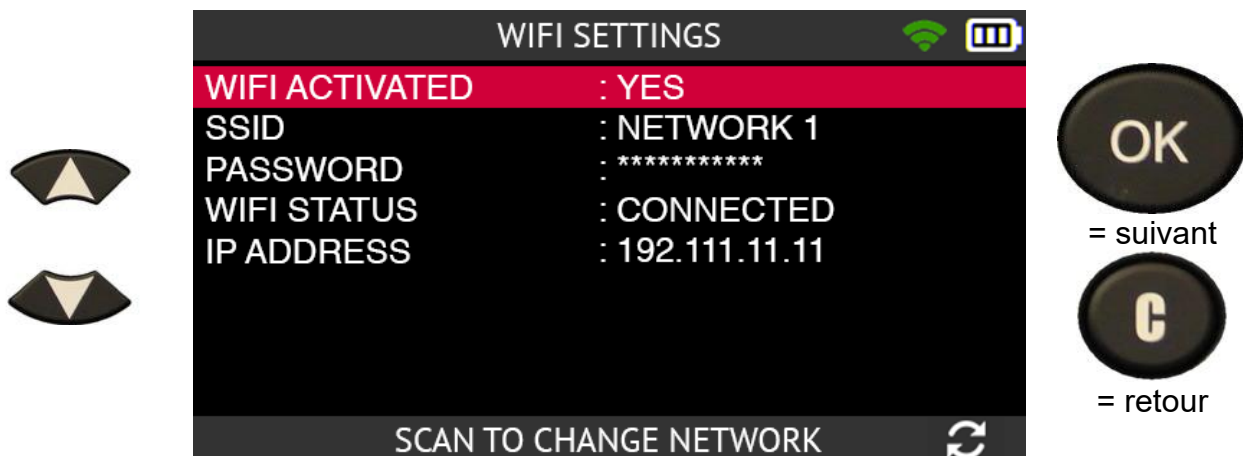 WIFI SETTINGS
WIFI ACTIVATED : YES
SSID : NETWORK 1
PASSWORD : ***********
WIFI STATUS : CONNECTED
IP ADDRESS : 192.111.11.11
SCAN TO CHANGE NETWORK
OK
= suivant
C
= retour